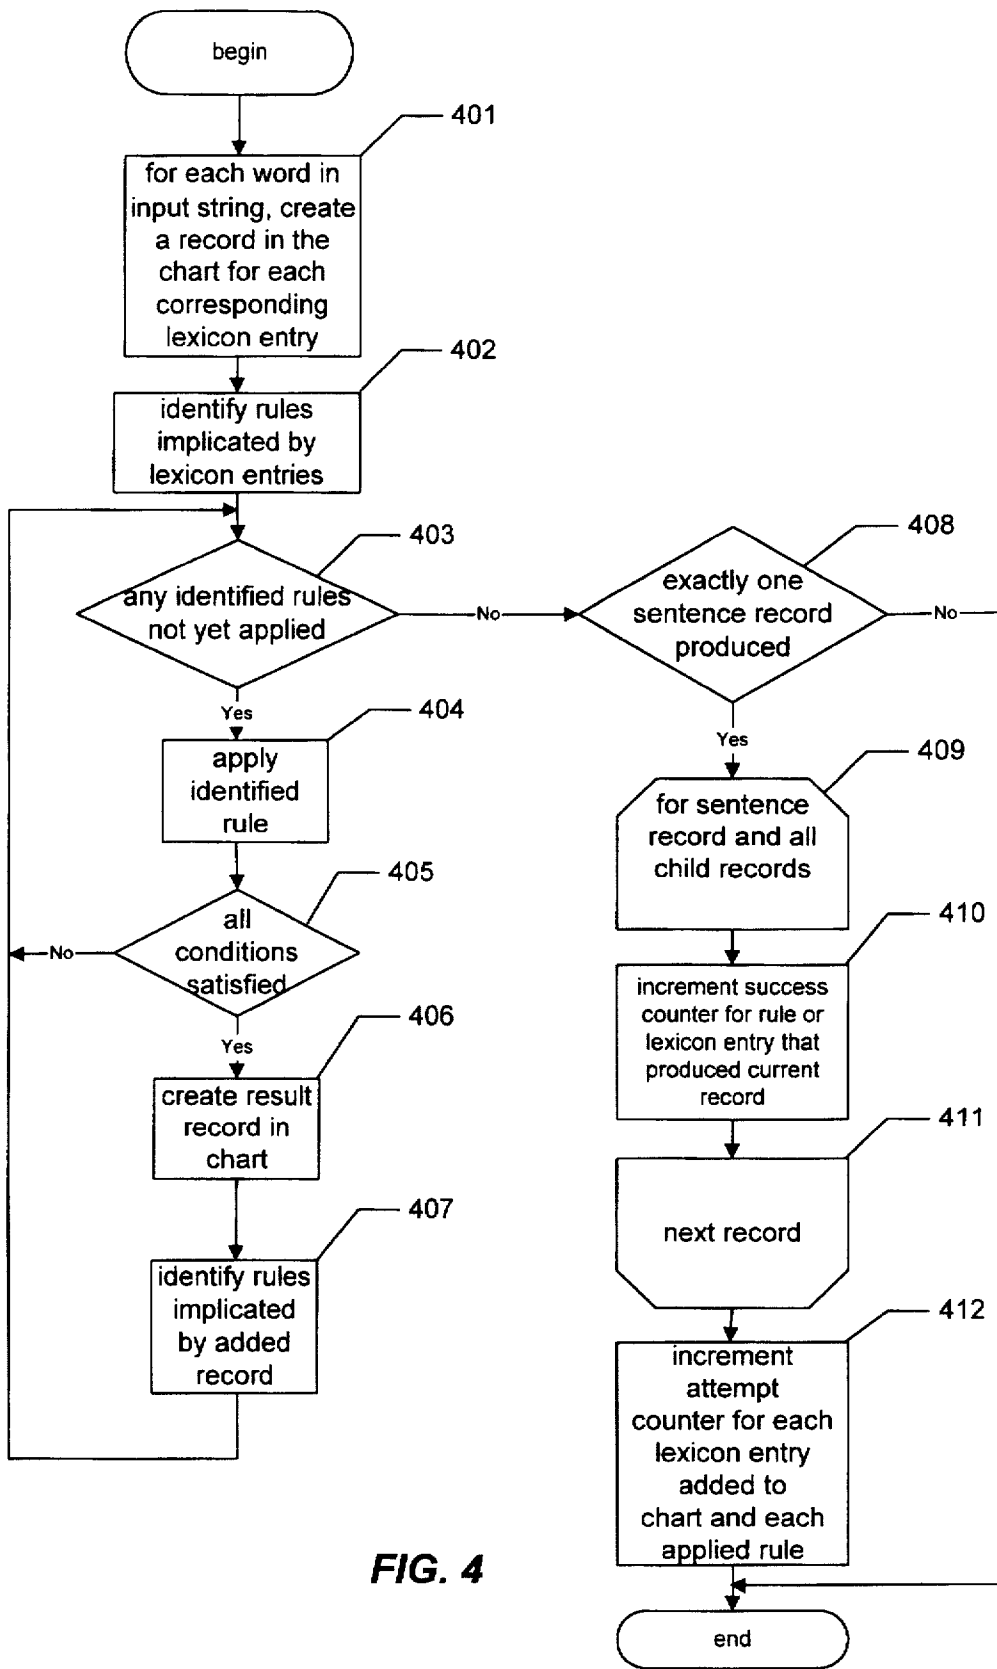 begin
401
for each word in
input string, create
a record in the
chart for each
corresponding
lexicon entry
402
identify rules
implicated by
lexicon entries
403
any identified rules
not yet applied
No
Yes
404
apply
identified
rule
405
all
conditions
satisfied
No
Yes
406
create result
record in
chart
407
identify rules
implicated
by added
record
408
exactly one
sentence record
produced
No
Yes
409
for sentence
record and all
child records
410
increment success
counter for rule or
lexicon entry that
produced current
record
411
next record
412
increment
attempt
counter for each
lexicon entry
added to
chart and each
applied rule
end
FIG. 4